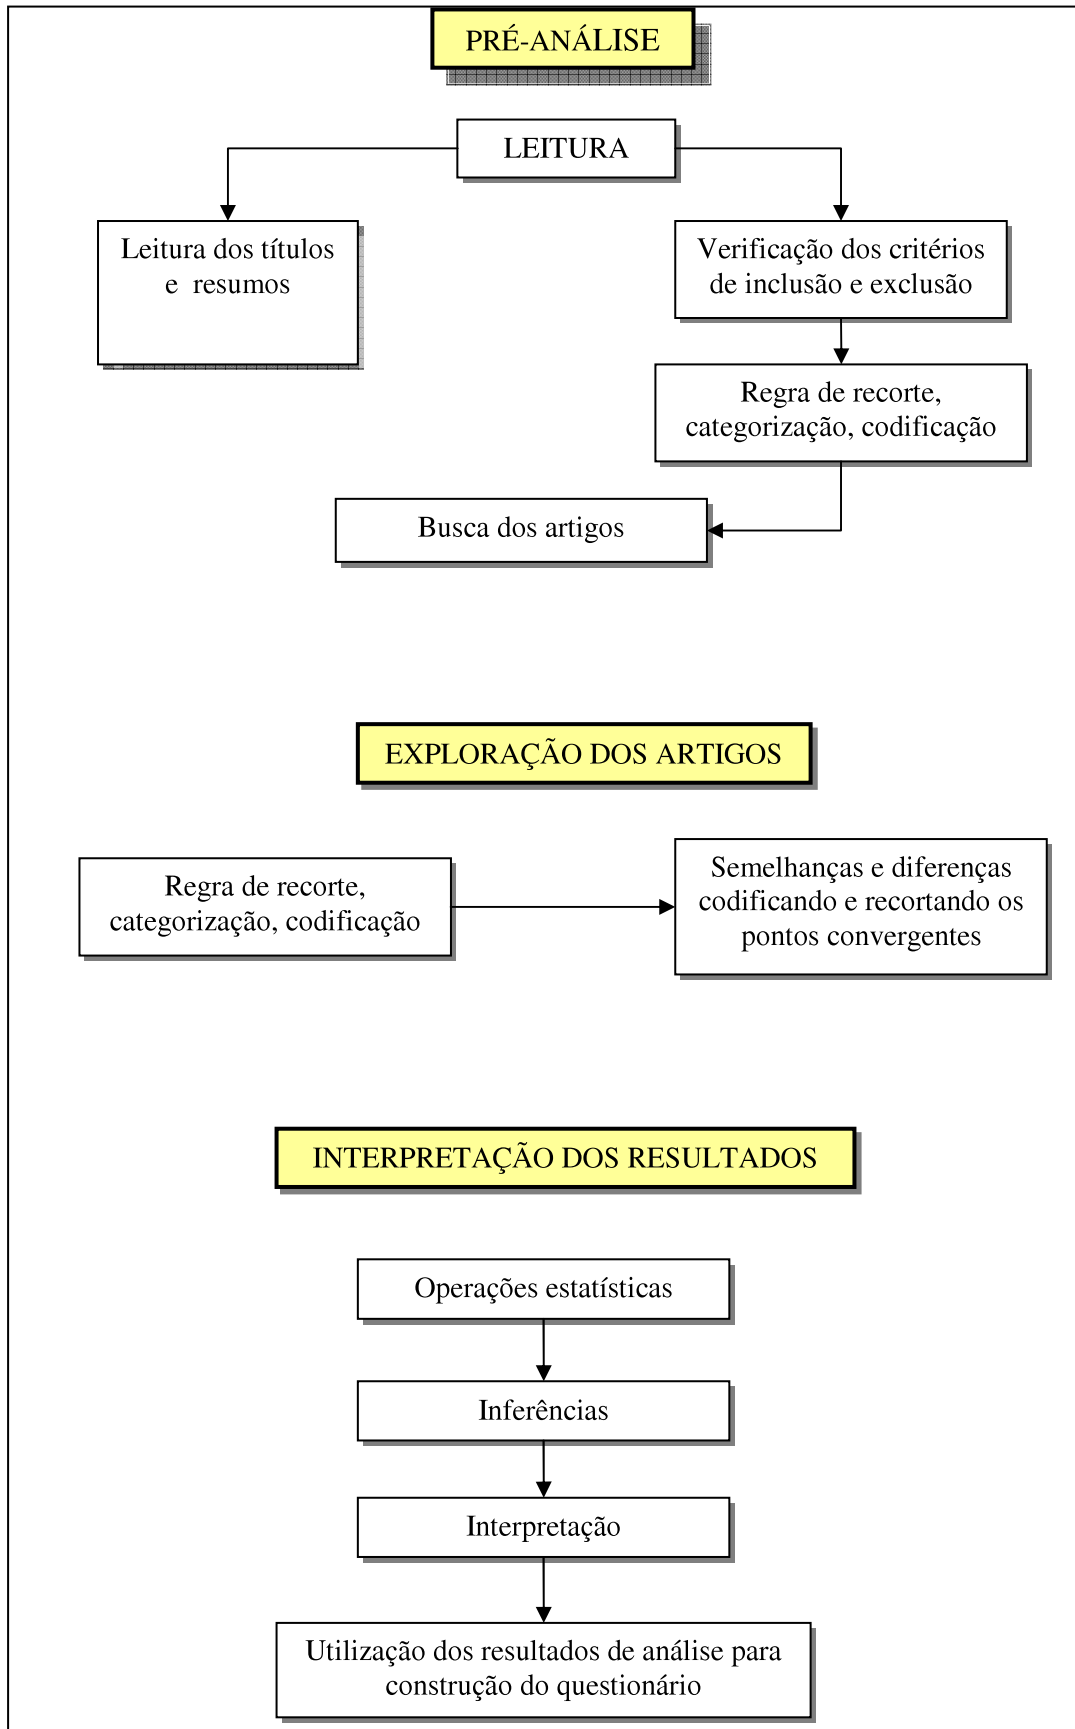 PRÉ-ANÁLISE
LEITURA
Leitura dos títulos
e resumos
Verificação dos critérios
de inclusão e exclusão
Regra de recorte,
categorização, codificação
Busca dos artigos
EXPLORAÇÃO DOS ARTIGOS
Regra de recorte,
categorização, codificação
Semelhanças e diferenças
codificando e recortando os
pontos convergentes
INTERPRETAÇÃO DOS RESULTADOS
Operações estatísticas
Inferências
Interpretação
Utilização dos resultados de análise para
construção do questionário